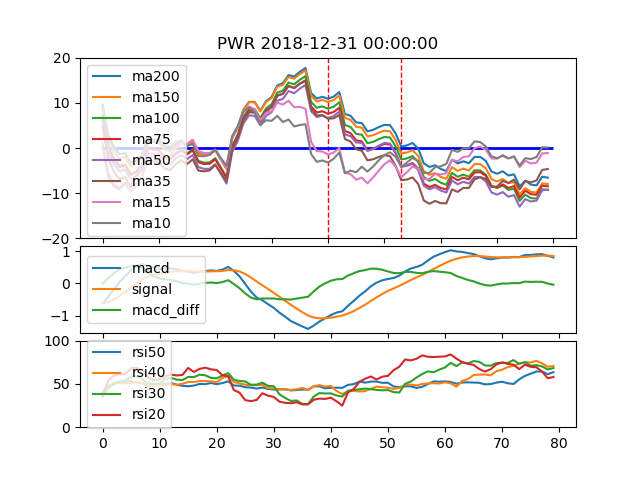 PWR 2018-12-31 00:00:00
20
10
0
−10
−20
ma200
ma150
ma100
ma75
ma50
ma35
ma15
ma10
1
0
−1
macd
signal
macd_diff
100
50
0
rsi50
rsi40
rsi30
rsi20
0 10 20 30 40 50 60 70 80